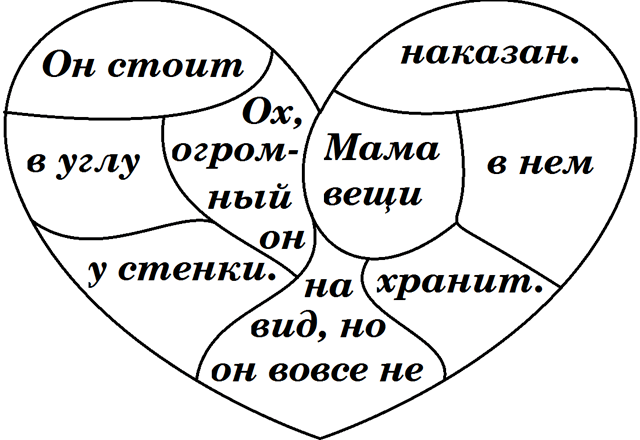 Он стоит
в углу
у стенки.
Ох,
огром-
ный
он
на
вид, но
он вовсе не
наказан.
Мама
вещи
в нем
хранит.